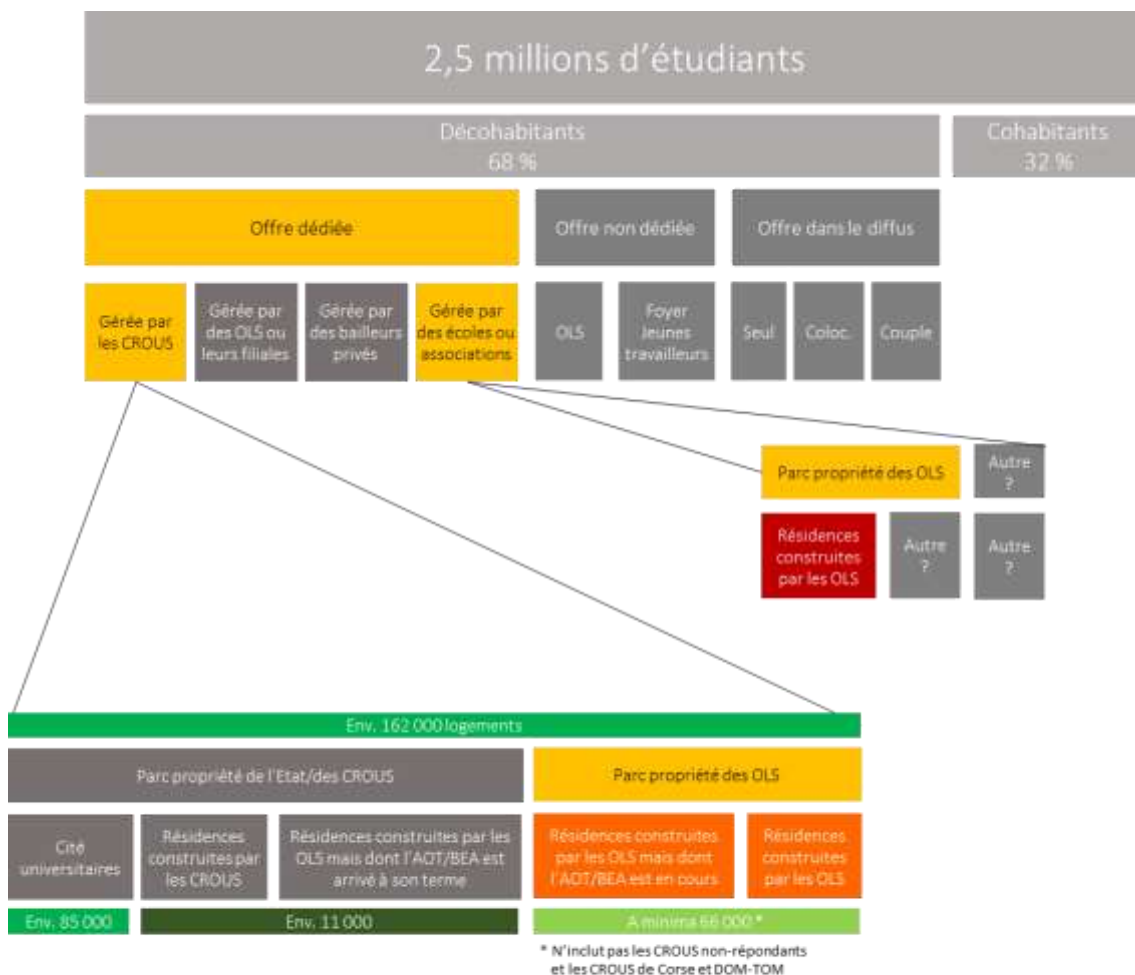 2,5 millions d'étudiants
Décohabitants
68 %
Cohabitants
32 %
Offre dédiée
Offre non dédiée
Offre dans le diffus
Gérée par
les CROUS
Gérée par
des OLS ou
leurs filiales
Gérée par
des bailleurs
privés
Gérée par
des écoles ou
associations
OLS
Foyer
Jeunes
travailleurs
Seul
Coloc.
Couple
Parc propriété des OLS
Autre
?
Résidences
construites
par les OLS
Autre
?
Autre
?
Env. 162 000 logements
Parc propriété de l'Etat/des CROUS
Parc propriété des OLS
Cité
universitaires
Résidences
construites par
les CROUS
Résidences construites par les
OLS mais dont l'AOT/BEA est
arrivé à son terme
Résidences construites
par les OLS mais dont
l'AOT/BEA est en cours
Résidences
construites
par les OLS
Env. 85 000
Env. 11 000
A minima 66 000 *
* N'inclut pas les CROUS non-répondants
et les CROUS de Corse et DOM-TOM